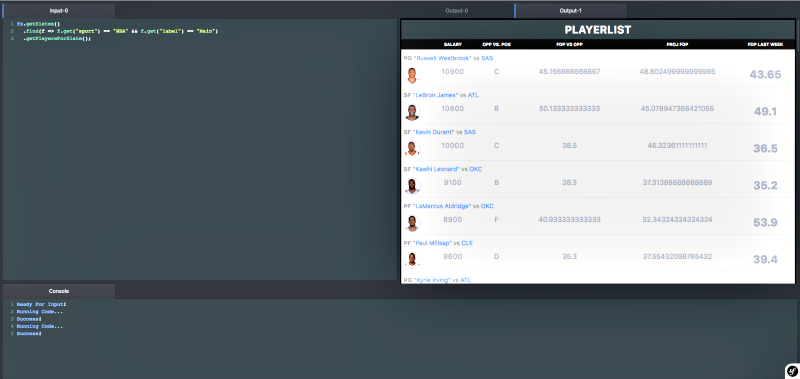 Input-0
Output-0
Output-1
1 fs.getSlates()
2 .find(f => f.get("sport") == "NBA" && f.get("label") == "Main")
3 .getPlayersForSlate();
PLAYERLIST
SALARY OPP VS. POS FDP VS OPP PROJ FDP FDP LAST WEEK
PG "Russell Westbrook" vs SAS
10900 C 45.166666666667 48.802499999999995 43.65
SF "LeBron James" vs ATL
10600 B 50.133333333333 45.078947368421055 49.1
SF "Kevin Durant" vs SAS
10000 C 38.5 46.32361111111111 36.5
SF "Kawhi Leonard" vs OKC
9100 B 38.3 37.31388888888889 35.2
PF "LaMarcus Aldridge" vs OKC
8900 F 40.933333333333 32.34324324324324 53.9
PF "Paul Millsap" vs CLE
8600 D 35.3 37.55432098765432 39.4
PG "Kyrie Irving" vs ATL
Console
1 Ready For Input!
2 Running Code...
3 Success!
4 Running Code...
5 Success!
sf